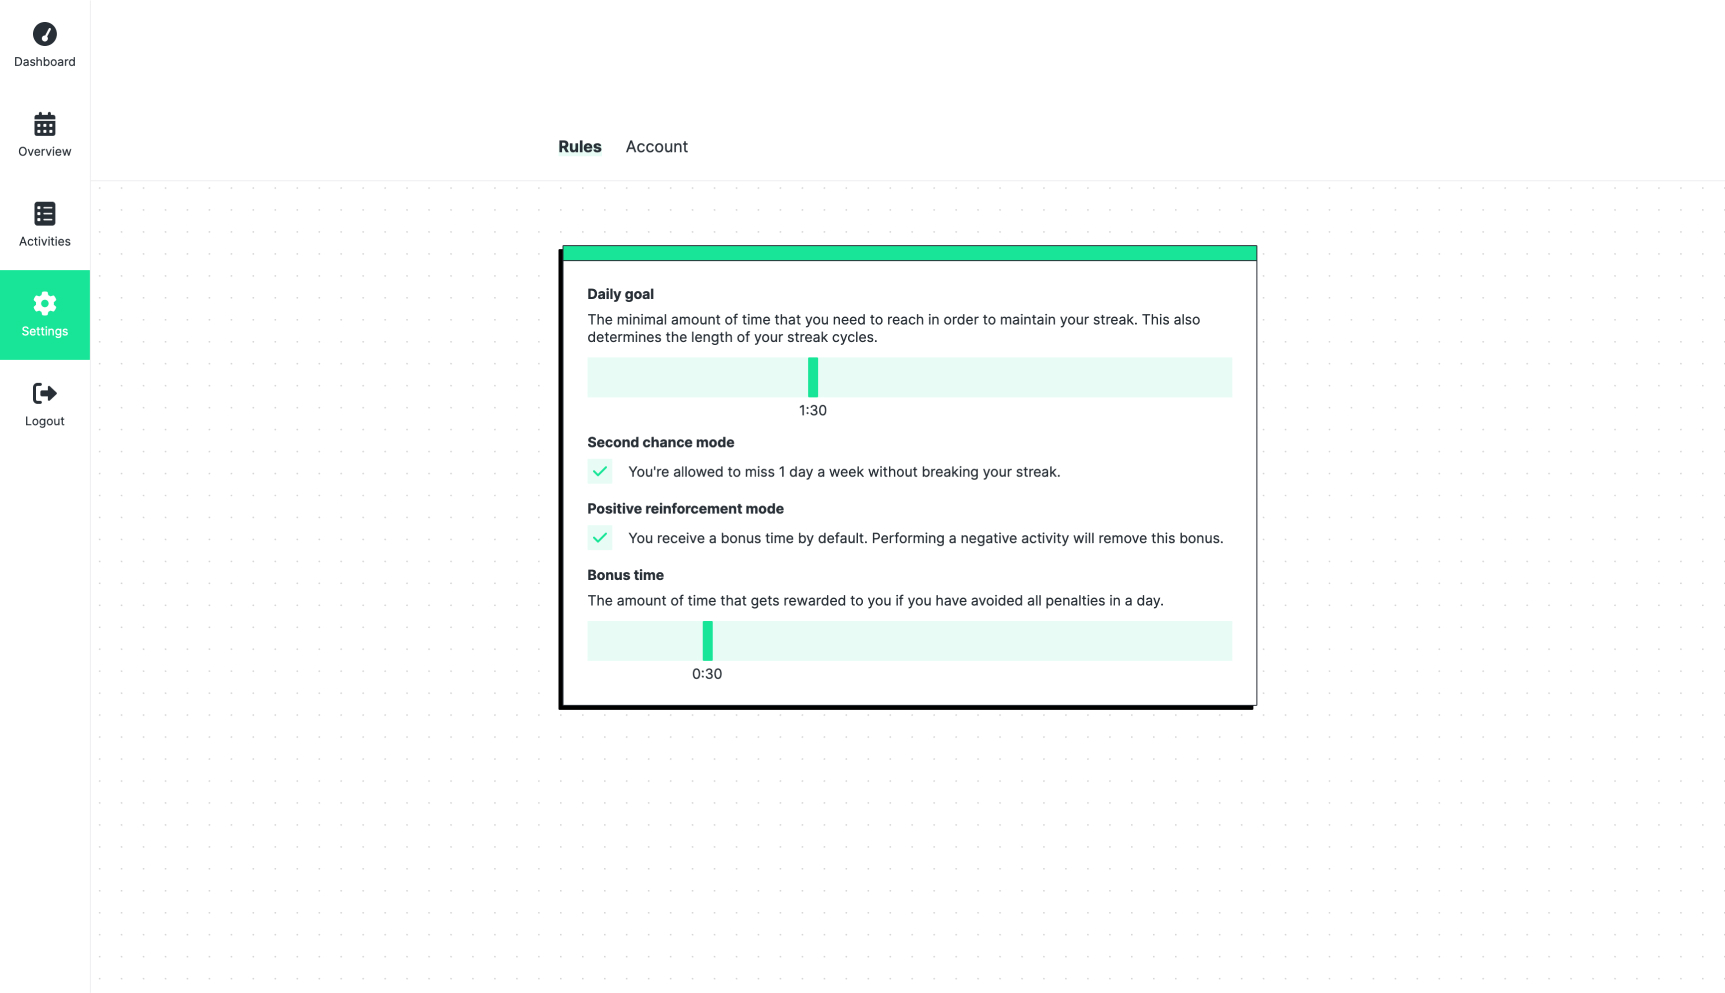 Dashboard
Overview
Activities
Settings
Logout
Rules
Account
Daily goal
The minimal amount of time that you need to reach in order to maintain your streak. This also
determines the length of your streak cycles.
1:30
Second chance mode
You're allowed to miss 1 day a week without breaking your streak.
Positive reinforcement mode
You receive a bonus time by default. Performing a negative activity will remove this bonus.
Bonus time
The amount of time that gets rewarded to you if you have avoided all penalties in a day.
0:30